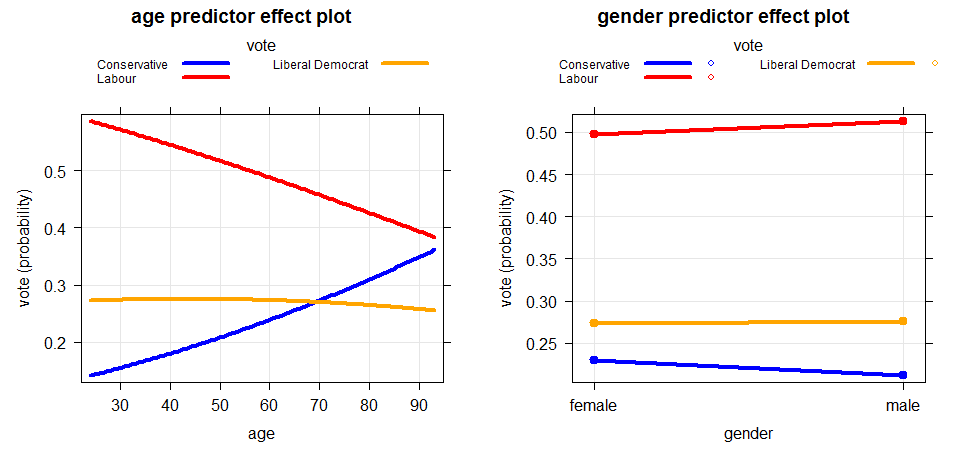 age predictor effect plot
vote
Conservative
Liberal Democrat
Labour
vote (probability)
0.5
0.4
0.3
0.2
30 40 50 60 70 80 90
age
gender predictor effect plot
vote
Conservative
Liberal Democrat
Labour
vote (probability)
0.50
0.45
0.40
0.35
0.30
0.25
female male
gender